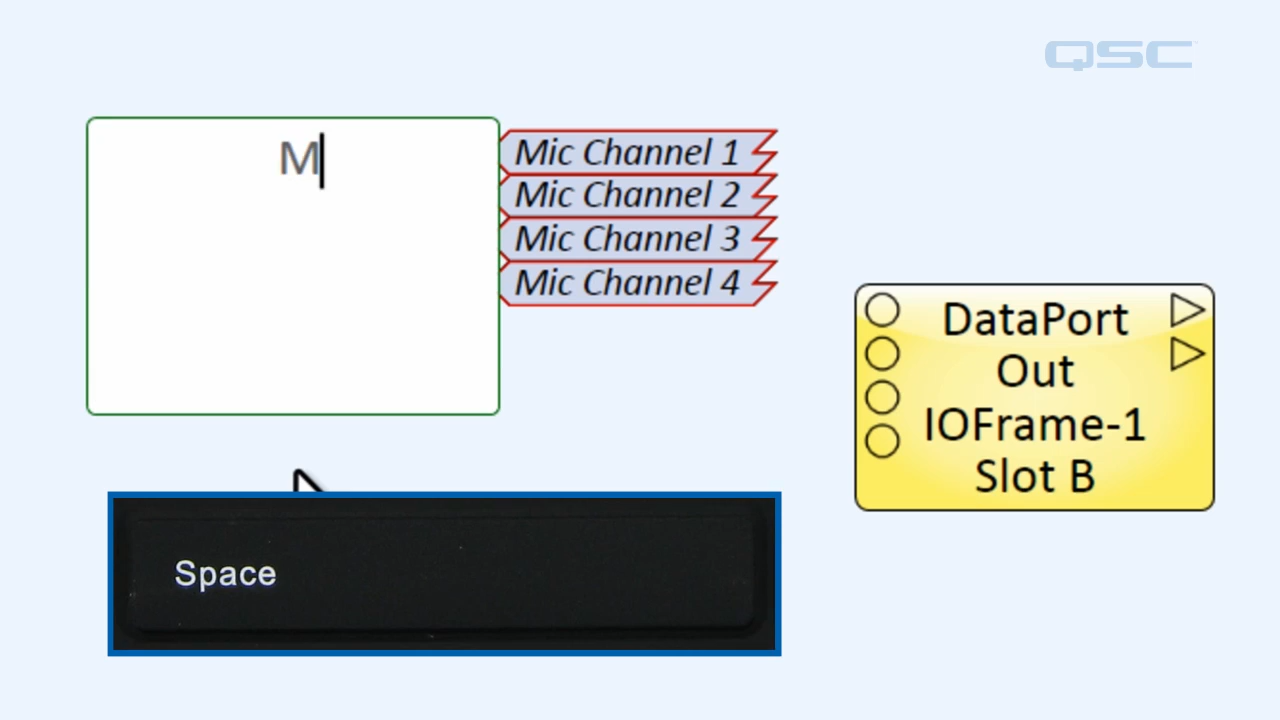 QSC
M
Mic Channel 1
Mic Channel 2
Mic Channel 3
Mic Channel 4
DataPort
Out
IOFrame-1
Slot B
Space